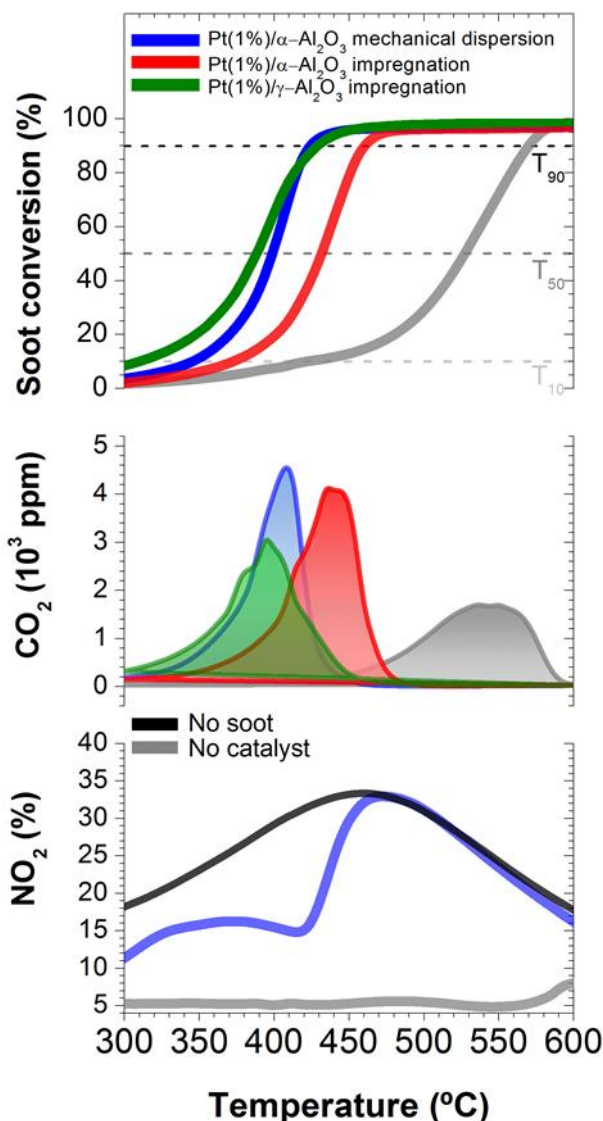 Pt(1%)/α−Al₂O₃ mechanical dispersion
Pt(1%)/α−Al₂O₃ impregnation
Pt(1%)/γ−Al₂O₃ impregnation
100
80
60
40
20
0
Soot conversion (%)
T₉₀
T₅₀
T₁₀
5
4
3
2
1
0
CO₂ (10³ ppm)
No soot
No catalyst
40
35
30
25
20
15
10
5
NO₂ (%)
300 350 400 450 500 550 600
Temperature (ºC)